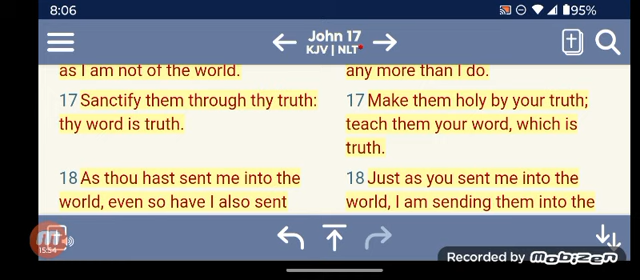 8:06
95%
John 17
KJV | NLT
as I am not of the world.
17 Sanctify them through thy truth:
thy word is truth.
18 As thou hast sent me into the
world, even so have I also sent
any more than I do.
17 Make them holy by your truth;
teach them your word, which is
truth.
18 Just as you sent me into the
world, I am sending them into the
15:54
Recorded by mobizen